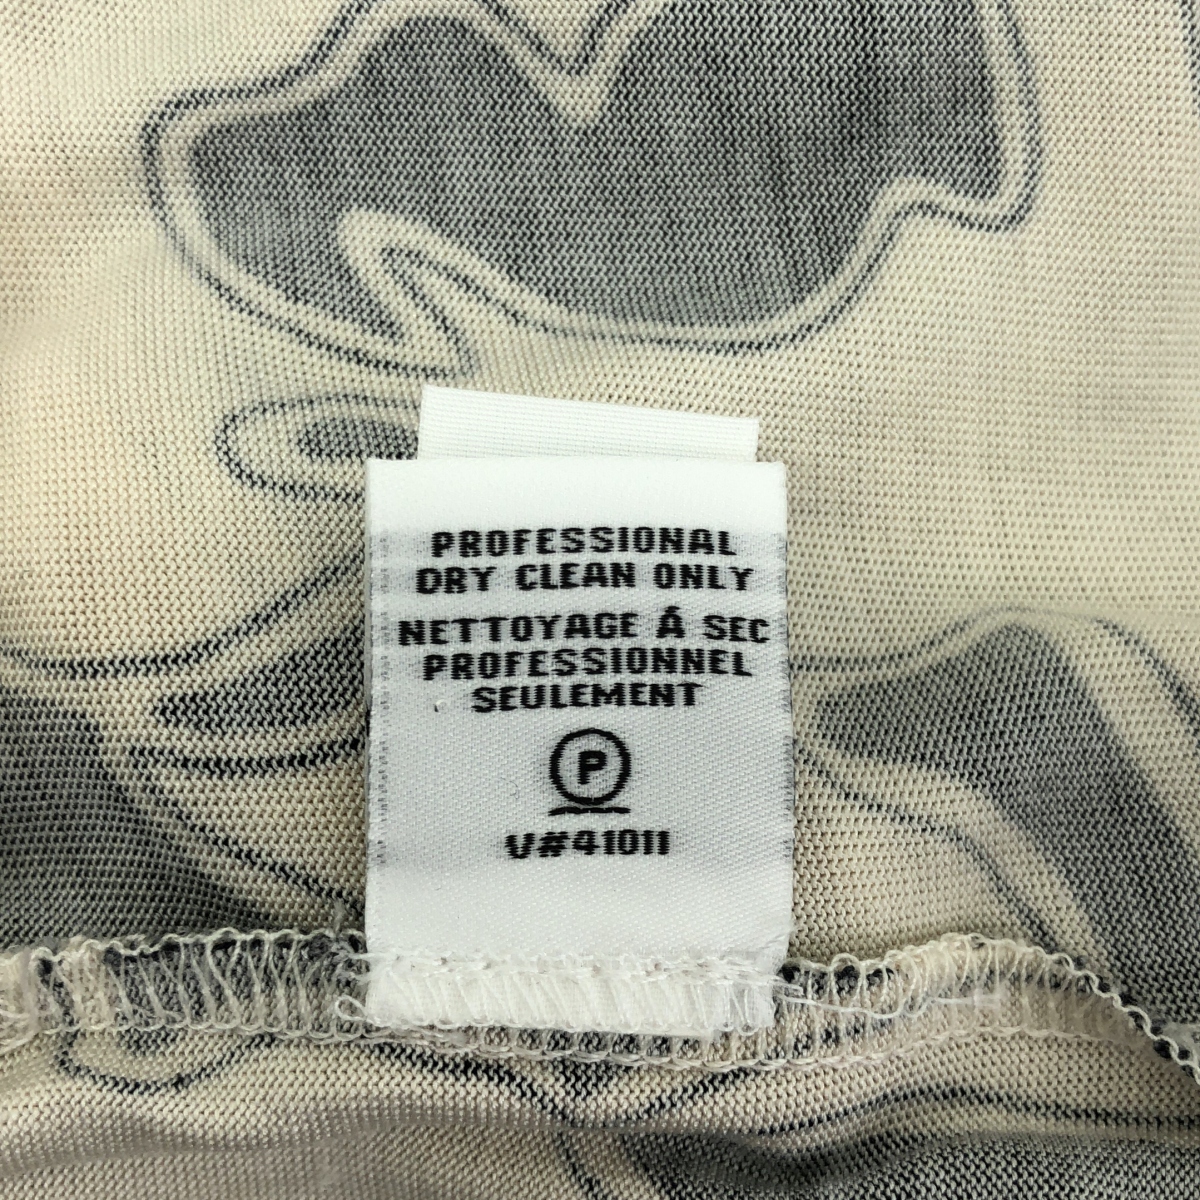 PROFESSIONAL
DRY CLEAN ONLY
NETTOYAGE Á SEC
PROFESSIONNEL
SEULEMENT
P
V#41011